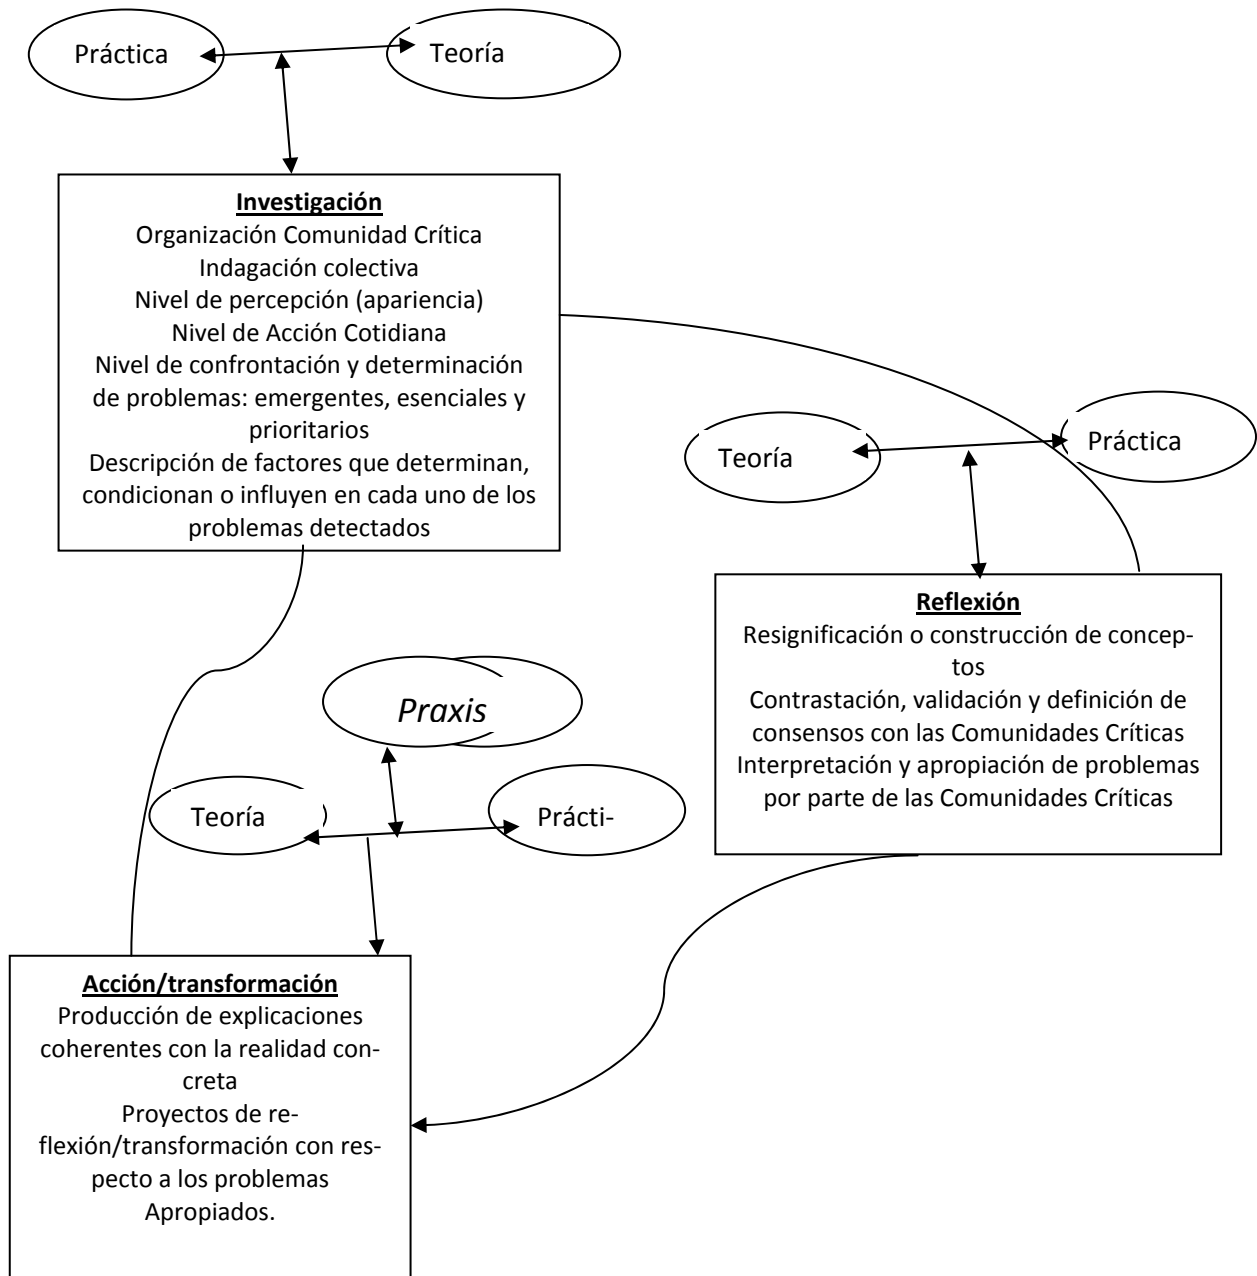 Práctica
Teoría
Investigación
Organización Comunidad Crítica
Indagación colectiva
Nivel de percepción (apariencia)
Nivel de Acción Cotidiana
Nivel de confrontación y determinación
de problemas: emergentes, esenciales y
prioritarios
Descripción de factores que determinan,
condicionan o influyen en cada uno de los
problemas detectados
Teoría
Práctica
Reflexión
Resignificación o construcción de concep-
tos
Contrastación, validación y definición de
consensos con las Comunidades Críticas
Interpretación y apropiación de problemas
por parte de las Comunidades Críticas
Praxis
Teoría
Prácti-
Acción/transformación
Producción de explicaciones
coherentes con la realidad con-
creta
Proyectos de re-
flexión/transformación con res-
pecto a los problemas
Apropiados.